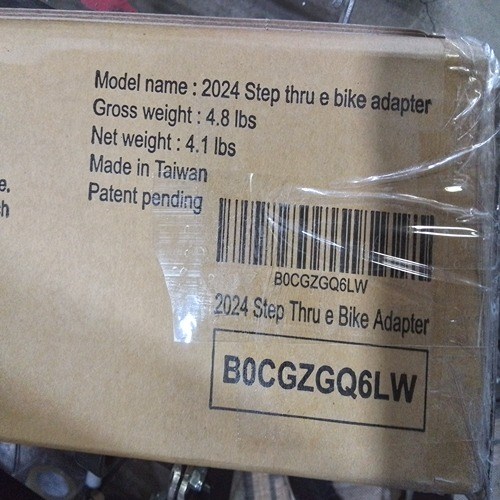 Model name : 2024 Step thru e bike adapter
Gross weight : 4.8 lbs
Net weight : 4.1 lbs
Made in Taiwan
Patent pending
e.
ch
B0CGZGQ6LW
2024 Step Thru e Bike Adapter
B0CGZGQ6LW